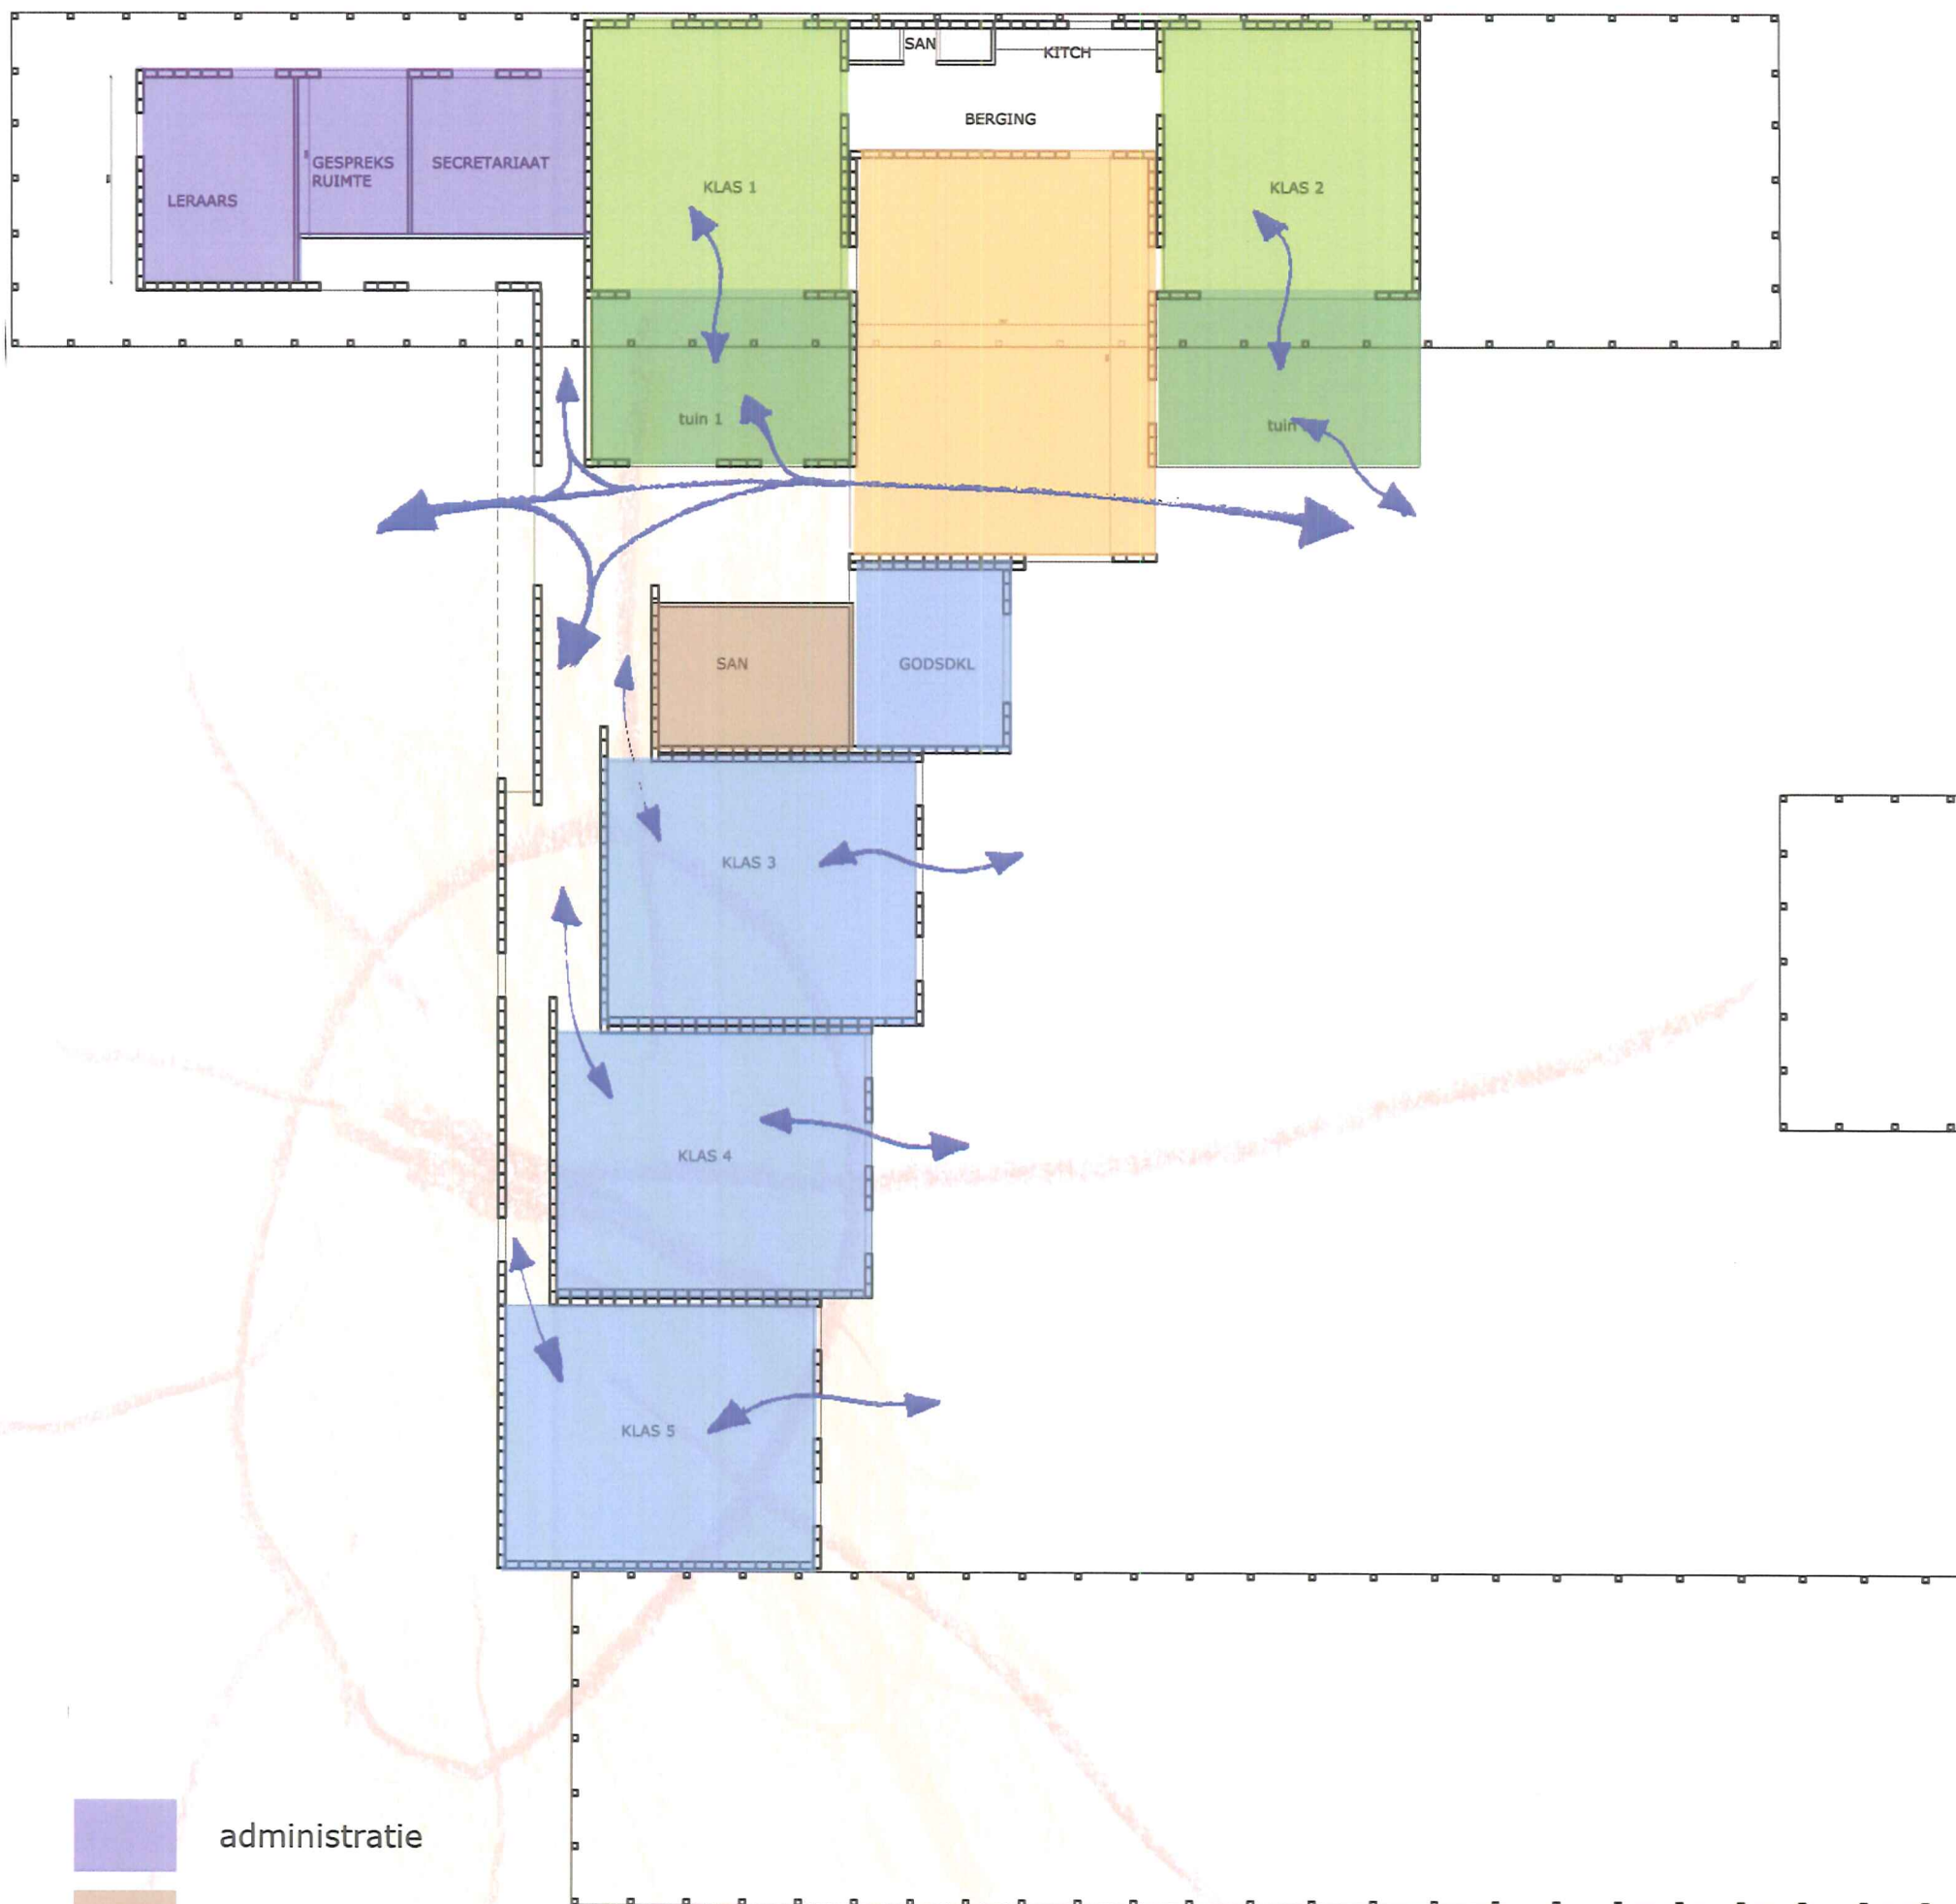 SAN
KITCH
BERGING
GESPREKS
RUIMTE
SECRETARIAAT
LERAARS
KLAS 1
KLAS 2
tuin 1
tuin
SAN
GODSDKL
KLAS 3
KLAS 4
KLAS 5
administratie